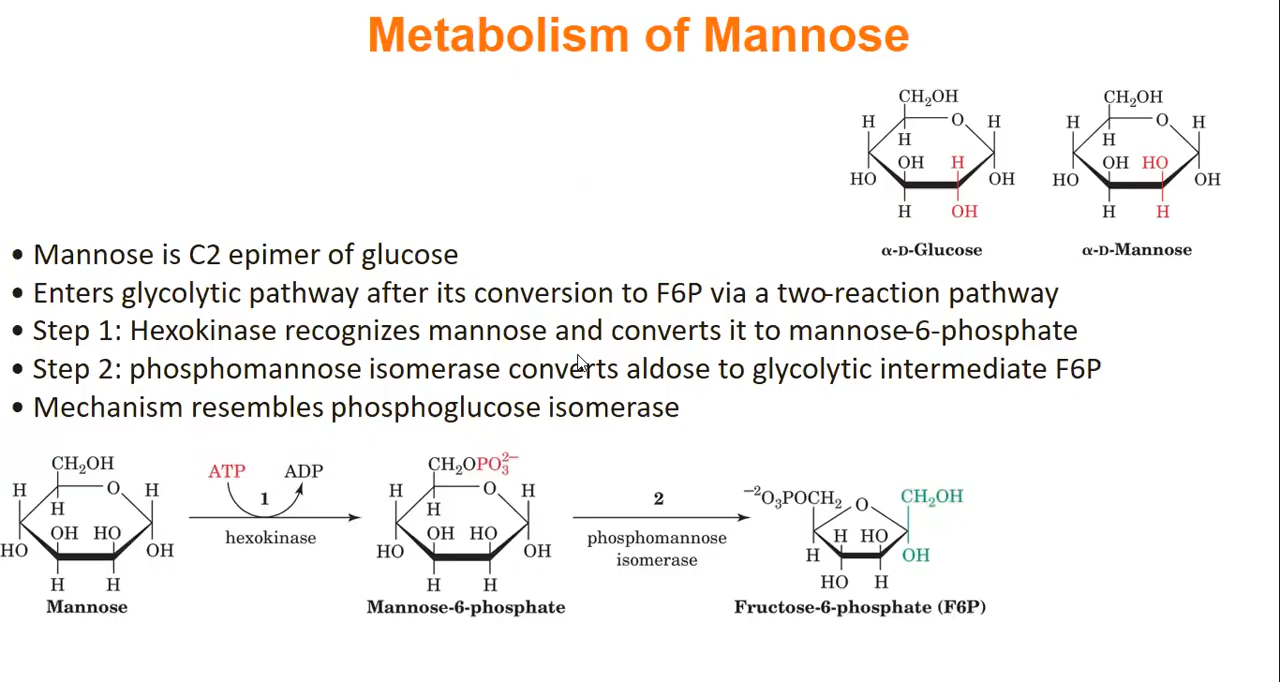 Metabolism of Mannose
CH₂OH
H
O
H
H
OH
H
HO
OH
H
OH
α-D-Glucose
CH₂OH
H
O
H
H
OH
HO
HO
OH
H
H
α-D-Mannose
• Mannose is C2 epimer of glucose
• Enters glycolytic pathway after its conversion to F6P via a two-reaction pathway
• Step 1: Hexokinase recognizes mannose and converts it to mannose-6-phosphate
• Step 2: phosphomannose isomerase converts aldose to glycolytic intermediate F6P
• Mechanism resembles phosphoglucose isomerase
CH₂OH
H
O
H
H
OH
HO
HO
OH
H
H
Mannose
ATP
ADP
1
hexokinase
CH₂OPO₃²⁻
H
O
H
H
OH
HO
HO
OH
H
H
Mannose-6-phosphate
2
phosphomannose
isomerase
⁻²O₃POCH₂
O
CH₂OH
H
HO
H
OH
HO
H
Fructose-6-phosphate (F6P)